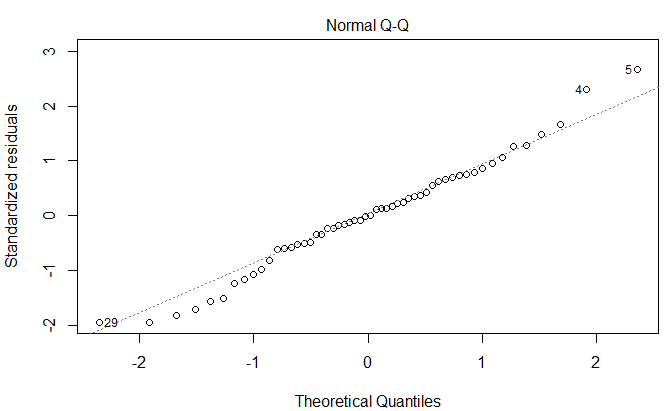 Normal Q-Q
3
2
1
0
-1
-2
Standardized residuals
4
5
29
-2 -1 0 1 2
Theoretical Quantiles